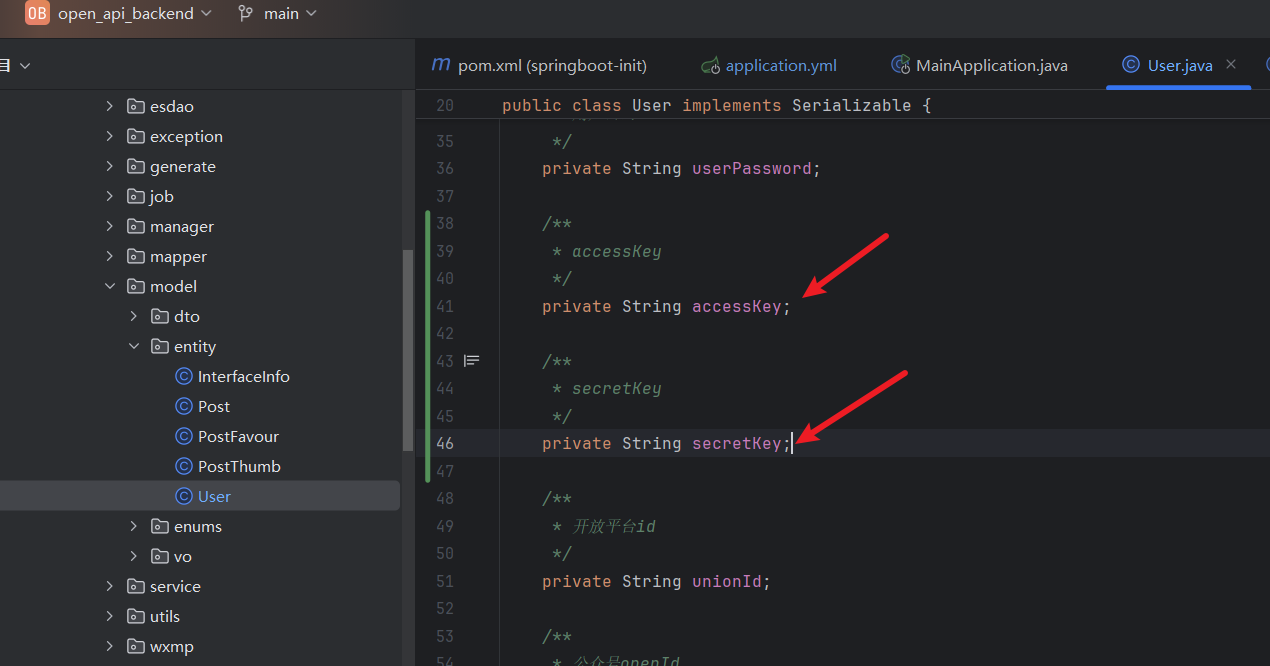 OB open_api_backend main
目
pom.xml (springboot-init) application.yml MainApplication.java User.java
esdao
exception
generate
job
manager
mapper
model
dto
entity
InterfaceInfo
Post
PostFavour
PostThumb
User
enums
vo
service
utils
wxmp
20 public class User implements Serializable {
35 */
36 private String userPassword;
37
38 /**
39 * accessKey
40 */
41 private String accessKey;
42
43 /**
44 * secretKey
45 */
46 private String secretKey;
47
48 /**
49 * 开放平台id
50 */
51 private String unionId;
52
53 /**
54 * 公众号openId